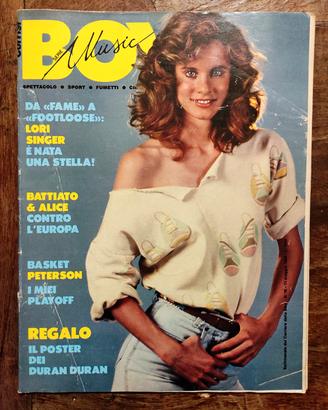 BOY
Music
SPETTACOLO • SPORT • FUMETTI •
DA «FAME» A
«FOOTLOOSE»:
LORI
SINGER
È NATA
UNA STELLA!
BATTIATO
& ALICE
CONTRO
L'EUROPA
BASKET
PETERSON
I MIEI
PLAYOFF
REGALO
IL POSTER
DEI
DURAN DURAN